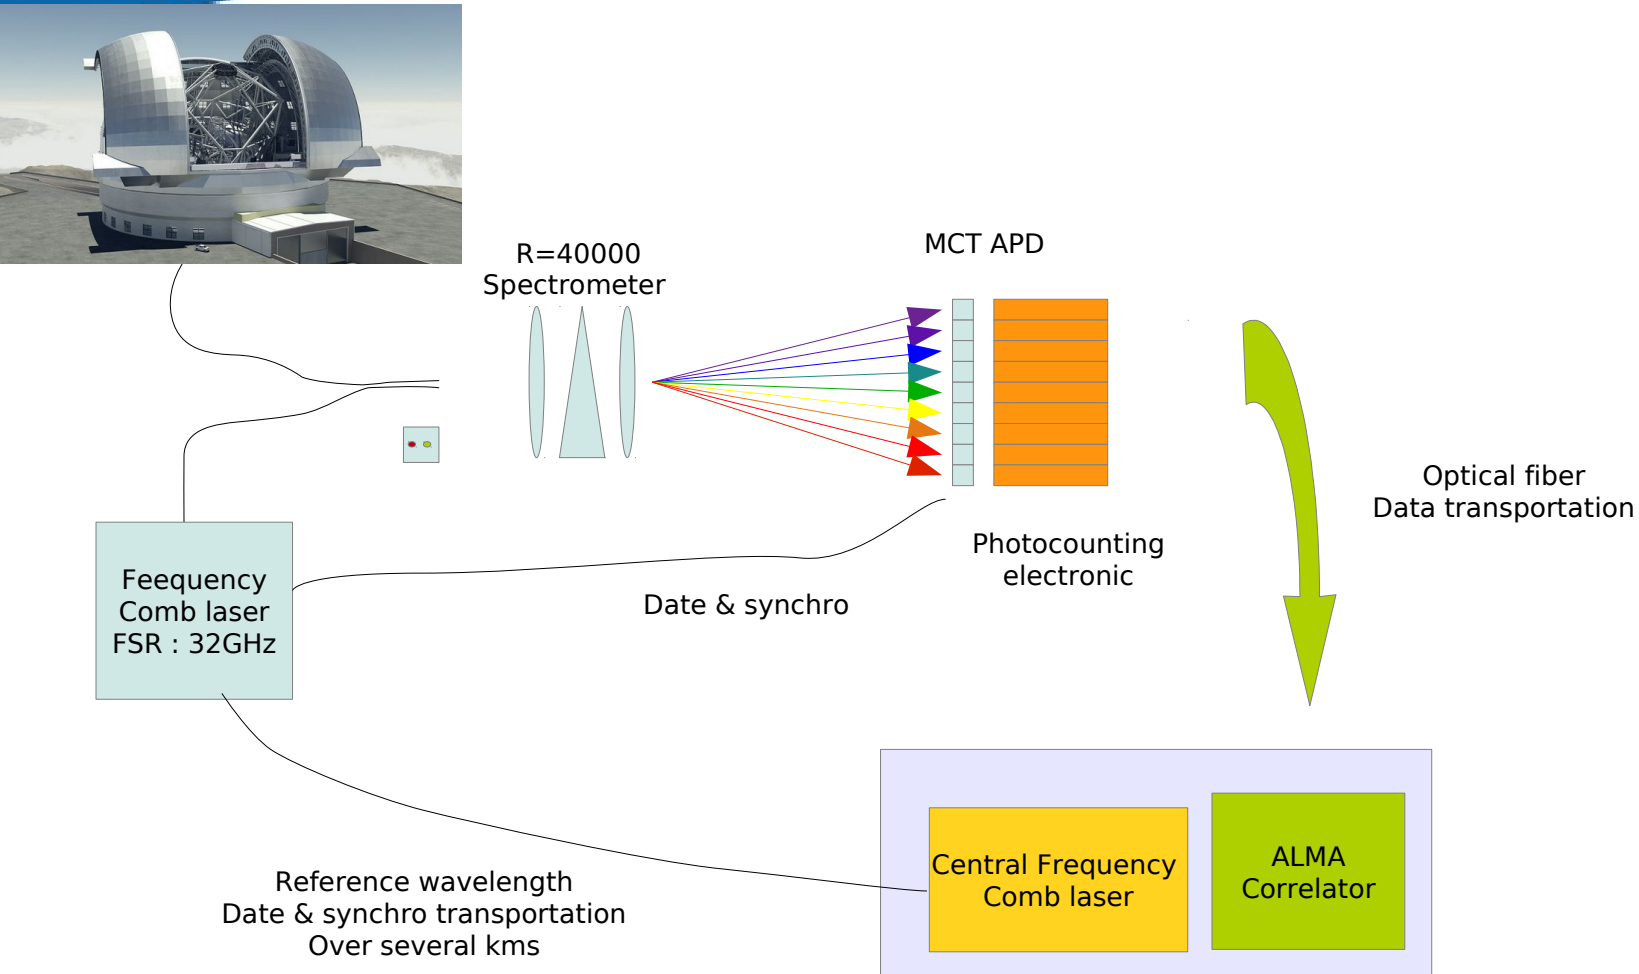 R=40000
Spectrometer
MCT APD
Optical fiber
Data transportation
Photocounting
electronic
Feequency
Comb laser
FSR : 32GHz
Date & synchro
Central Frequency
Comb laser
ALMA
Correlator
Reference wavelength
Date & synchro transportation
Over several kms